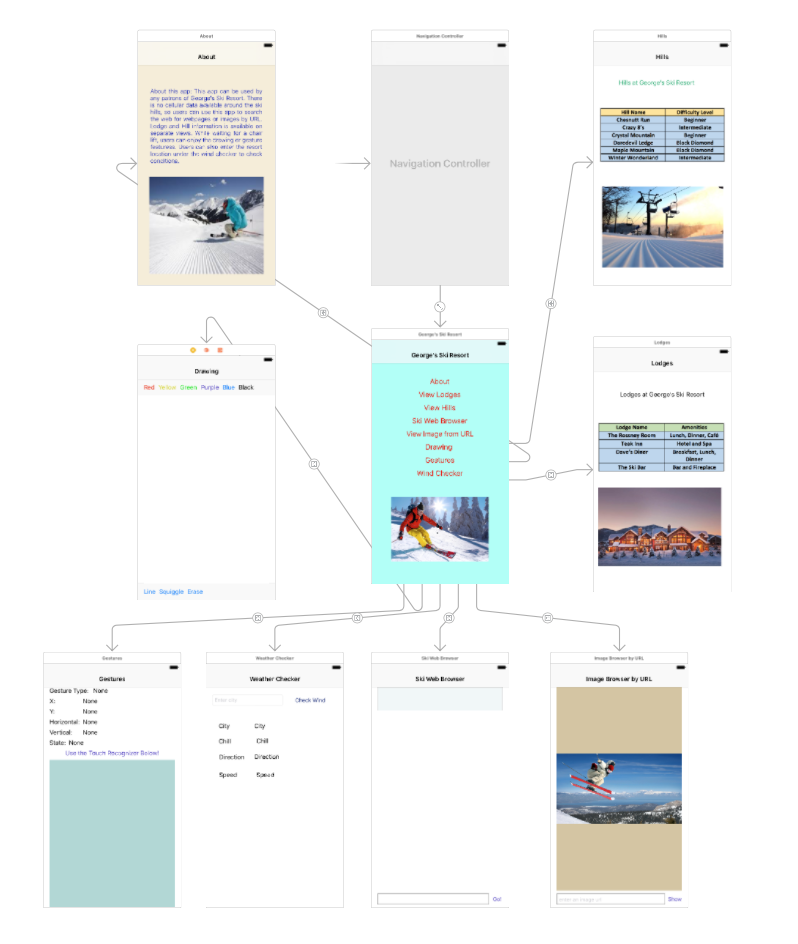 About
About
About this app: This app can be used by
any patrons of George's Ski Resort. There
is no cellular data available around the ski
hills, so users can use this app to search
the web for webpages or images by URL.
Lodge and Hill information is available on
separate views. While waiting for a chair
lift, users can enjoy the drawing or gesture
features. Users can also enter the resort
location under the wind checker to check
conditions.
Navigation Controller
Navigation Controller
Hills
Hills
Hills at George's Ski Resort
Hill Name Difficulty Level
Chesnutt Run Beginner
Crazy 8's Intermediate
Crystal Mountain Beginner
Daredevil Ledge Black Diamond
Maple Mountain Black Diamond
Winter Wonderland Intermediate
Drawing
Red Yellow Green Purple Blue Black
Line Squiggle Erase
George's Ski Resort
George's Ski Resort
About
View Lodges
View Hills
Ski Web Browser
View Image from URL
Drawing
Gestures
Wind Checker
Lodges
Lodges
Lodges at George's Ski Resort
Lodge Name Amenities
The Rossney Room Lunch, Dinner, Café
Teak Inn Hotel and Spa
Dave's Diner Breakfast, Lunch,
Dinner
The Ski Bar Bar and Fireplace
Gestures
Gestures
Gesture Type: None
X: None
Y: None
Horizontal: None
Vertical: None
State: None
Use the Touch Recognizer Below!
Weather Checker
Weather Checker
Enter city Check Wind
City City
Chill Chill
Direction Direction
Speed Speed
Ski Web Browser
Ski Web Browser
Go!
Image Browser by URL
Image Browser by URL
enter an image url Show